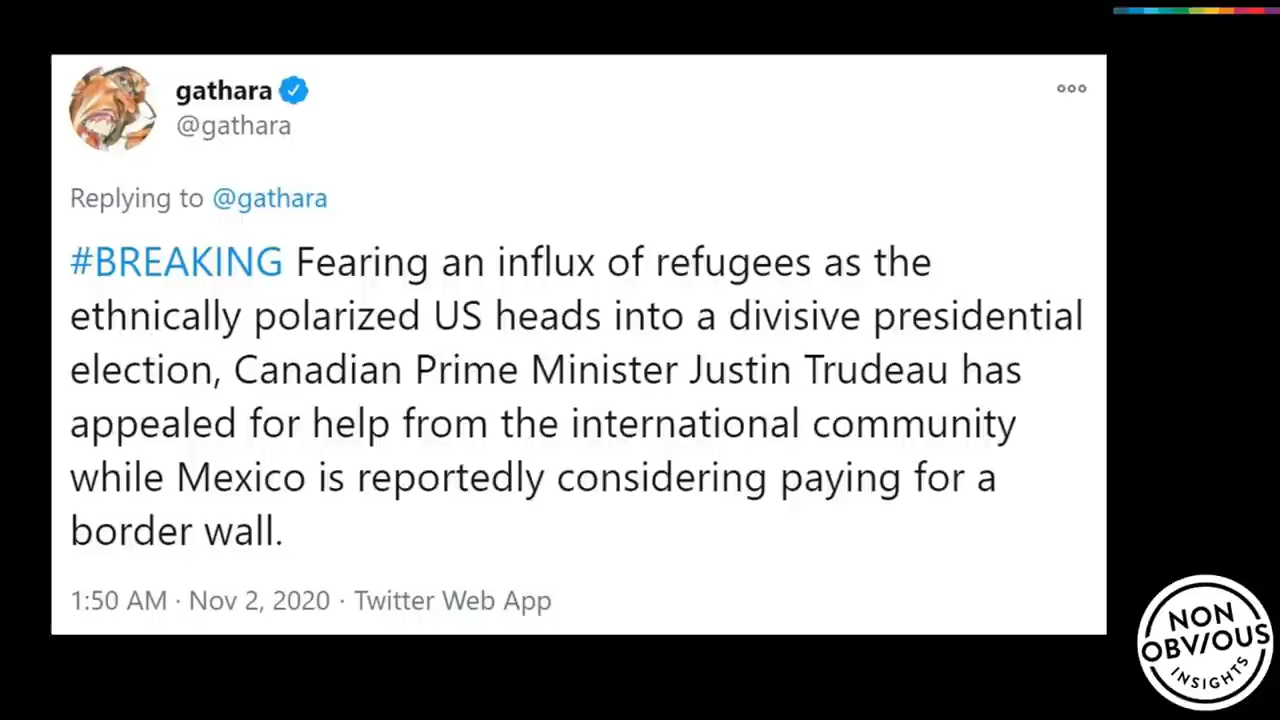 gathara
@gathara
Replying to @gathara
#BREAKING Fearing an influx of refugees as the
ethnically polarized US heads into a divisive presidential
election, Canadian Prime Minister Justin Trudeau has
appealed for help from the international community
while Mexico is reportedly considering paying for a
border wall.
1:50 AM · Nov 2, 2020 · Twitter Web App
NON
OBV/OUS
INSIGHTS